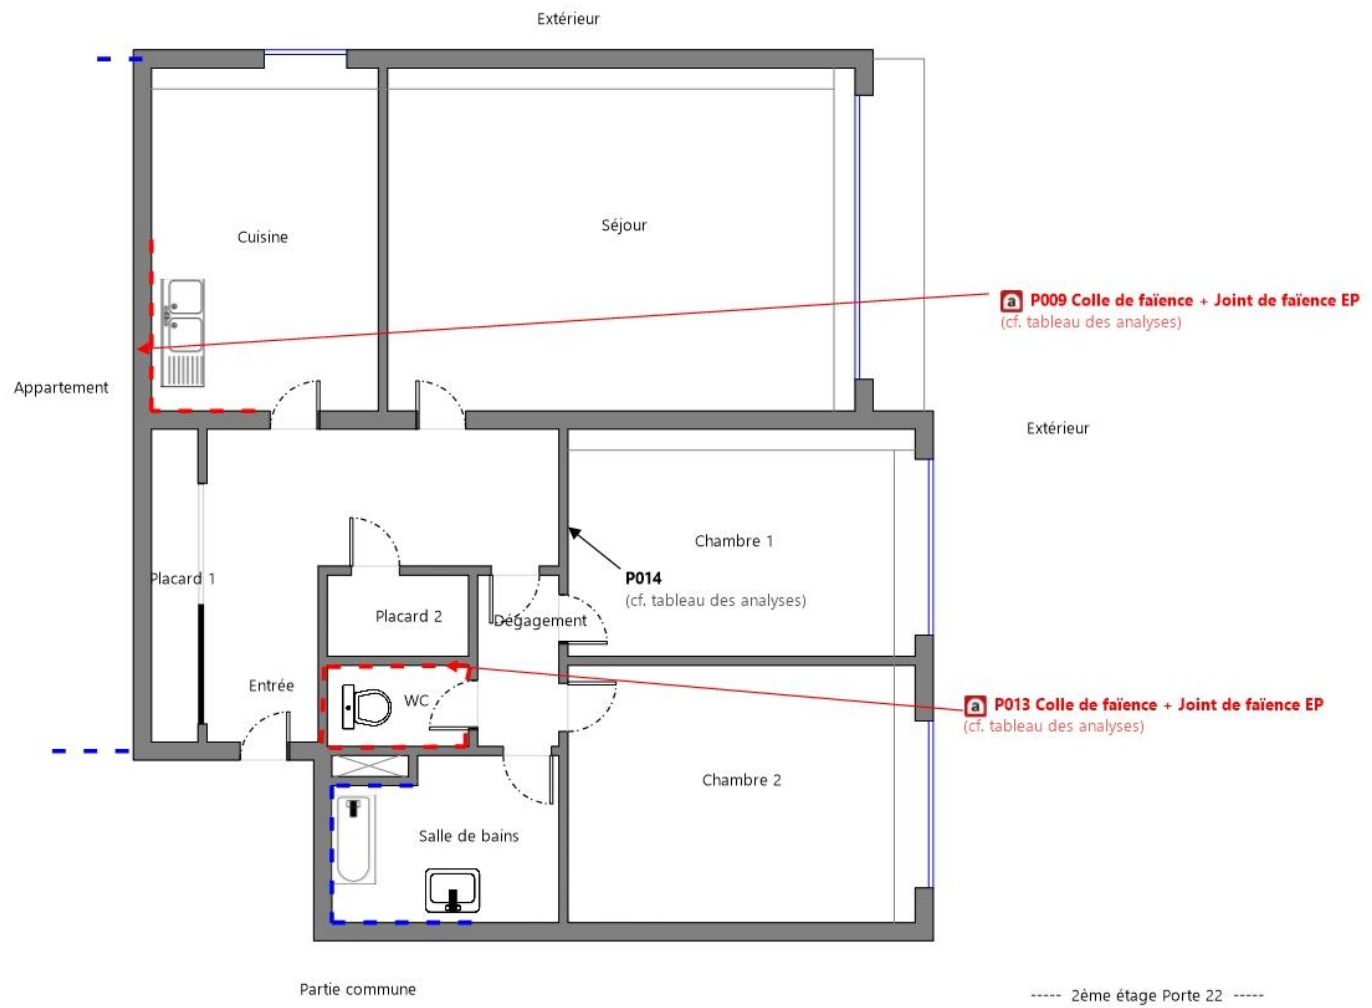 Extérieur
Cuisine
Séjour
a P009 Colle de faïence + Joint de faïence EP
(cf. tableau des analyses)
Appartement
Extérieur
Chambre 1
Placard 1
P014
(cf. tableau des analyses)
Placard 2
Dégagement
Entrée
WC
a P013 Colle de faïence + Joint de faïence EP
(cf. tableau des analyses)
Chambre 2
Salle de bains
Partie commune
----- 2ème étage Porte 22 -----